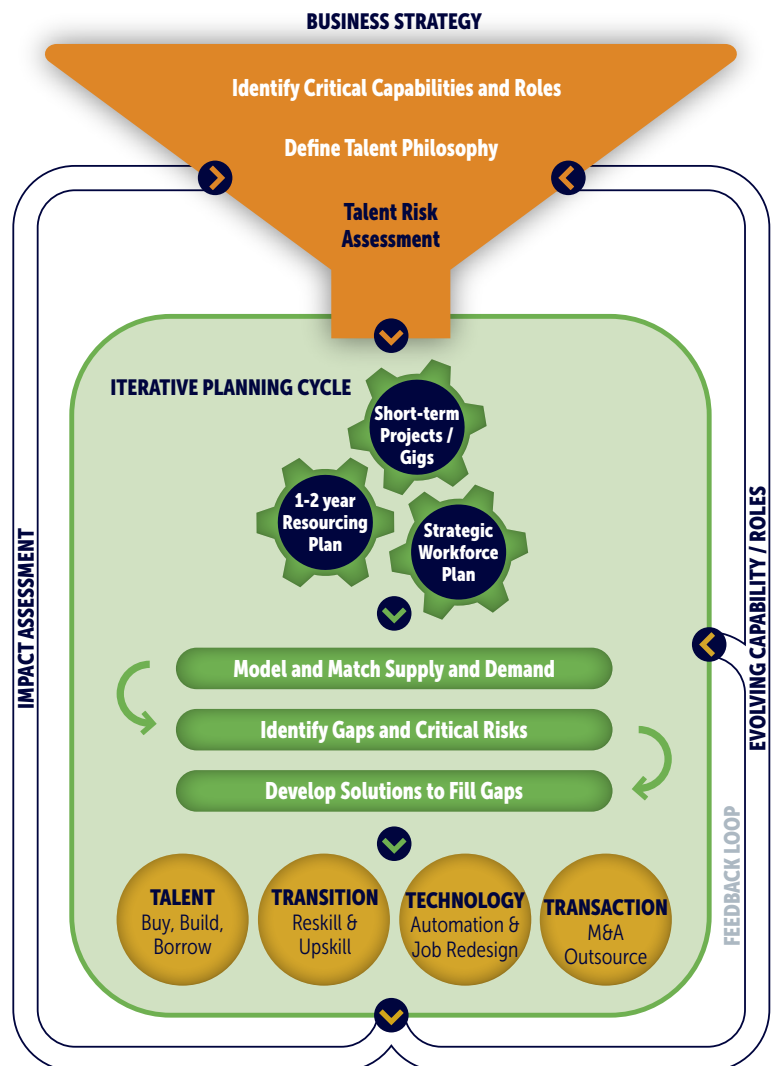 BUSINESS STRATEGY
Identify Critical Capabilities and Roles
Define Talent Philosophy
Talent Risk
Assessment
ITERATIVE PLANNING CYCLE
Short-term
Projects /
Gigs
1-2 year
Resourcing
Plan
Strategic
Workforce
Plan
Model and Match Supply and Demand
Identify Gaps and Critical Risks
Develop Solutions to Fill Gaps
TALENT
Buy, Build,
Borrow
TRANSITION
Reskill &
Upskill
TECHNOLOGY
Automation &
Job Redesign
TRANSACTION
M&A
Outsource
IMPACT ASSESSMENT
EVOLVING CAPABILITY / ROLES
FEEDBACK LOOP